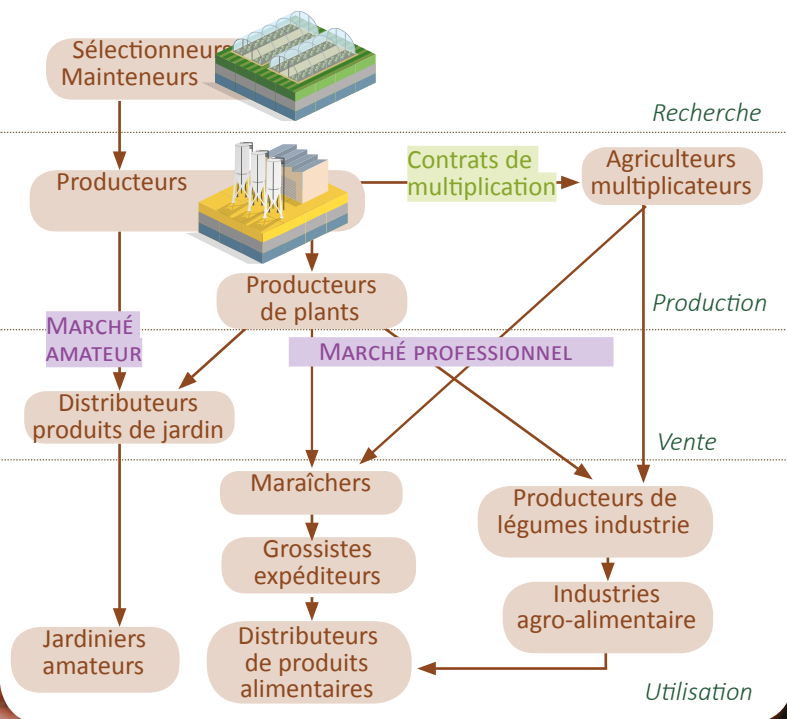 Sélectionneurs
Mainteneurs
Recherche
Producteurs
Contrats de
multiplication
Agriculteurs
multiplicateurs
Producteurs
de plants
Production
MARCHÉ
AMATEUR
MARCHÉ PROFESSIONNEL
Distributeurs
produits de jardin
Vente
Maraîchers
Producteurs de
légumes industrie
Grossistes
expéditeurs
Industries
agro-alimentaire
Jardiniers
amateurs
Distributeurs
de produits
alimentaires
Utilisation